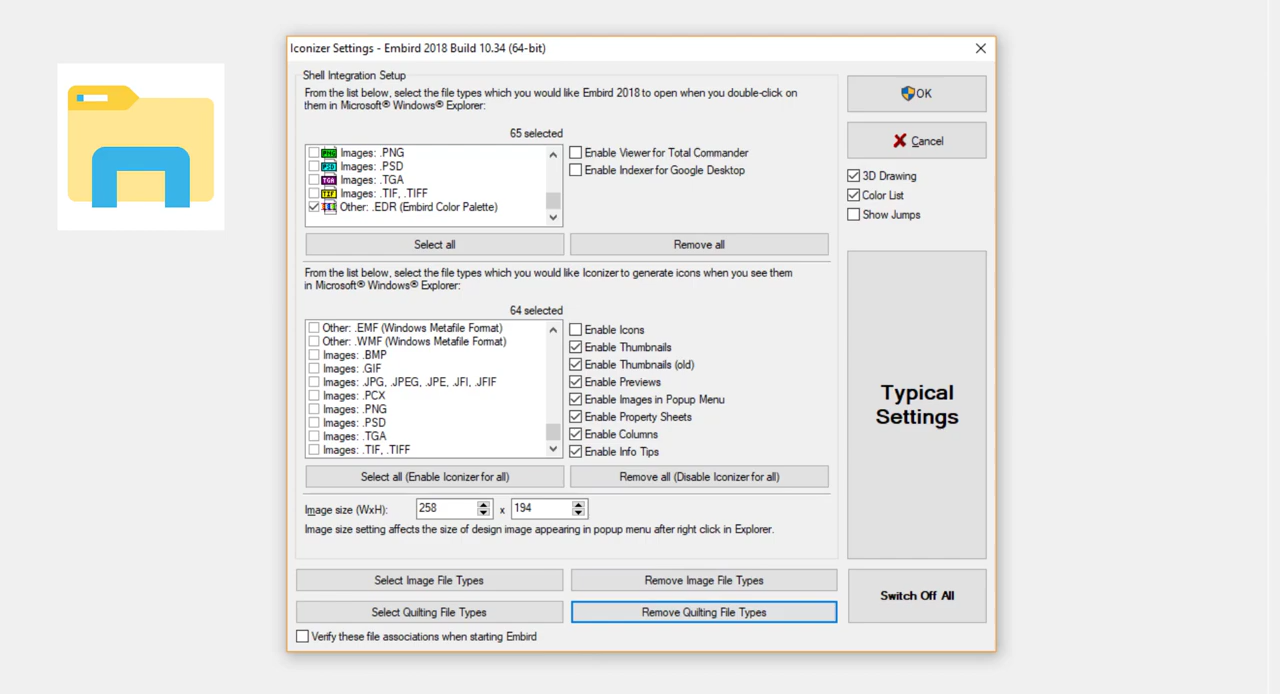 Iconizer Settings - Embird 2018 Build 10.34 (64-bit)
Shell Integration Setup
From the list below, select the file types which you would like Embird 2018 to open when you double-click on
them in Microsoft® Windows® Explorer:
65 selected
Images: .PNG
Images: .PSD
Images: .TGA
Images: .TIF, .TIFF
Other: .EDR (Embird Color Palette)
Enable Viewer for Total Commander
Enable Indexer for Google Desktop
Select all
Remove all
From the list below, select the file types which you would like Iconizer to generate icons when you see them
in Microsoft® Windows® Explorer:
64 selected
Other: .EMF (Windows Metafile Format)
Other: .WMF (Windows Metafile Format)
Images: .BMP
Images: .GIF
Images: .JPG, .JPEG, .JPE, .JFI, .JFIF
Images: .PCX
Images: .PNG
Images: .PSD
Images: .TGA
Images: .TIF, .TIFF
Enable Icons
Enable Thumbnails
Enable Thumbnails (old)
Enable Previews
Enable Images in Popup Menu
Enable Property Sheets
Enable Columns
Enable Info Tips
Select all (Enable Iconizer for all)
Remove all (Disable Iconizer for all)
Image size (WxH):
258
x
194
Image size setting affects the size of design image appearing in popup menu after right click in Explorer.
Select Image File Types
Remove Image File Types
Select Quilting File Types
Remove Quilting File Types
Verify these file associations when starting Embird
OK
Cancel
3D Drawing
Color List
Show Jumps
Typical
Settings
Switch Off All